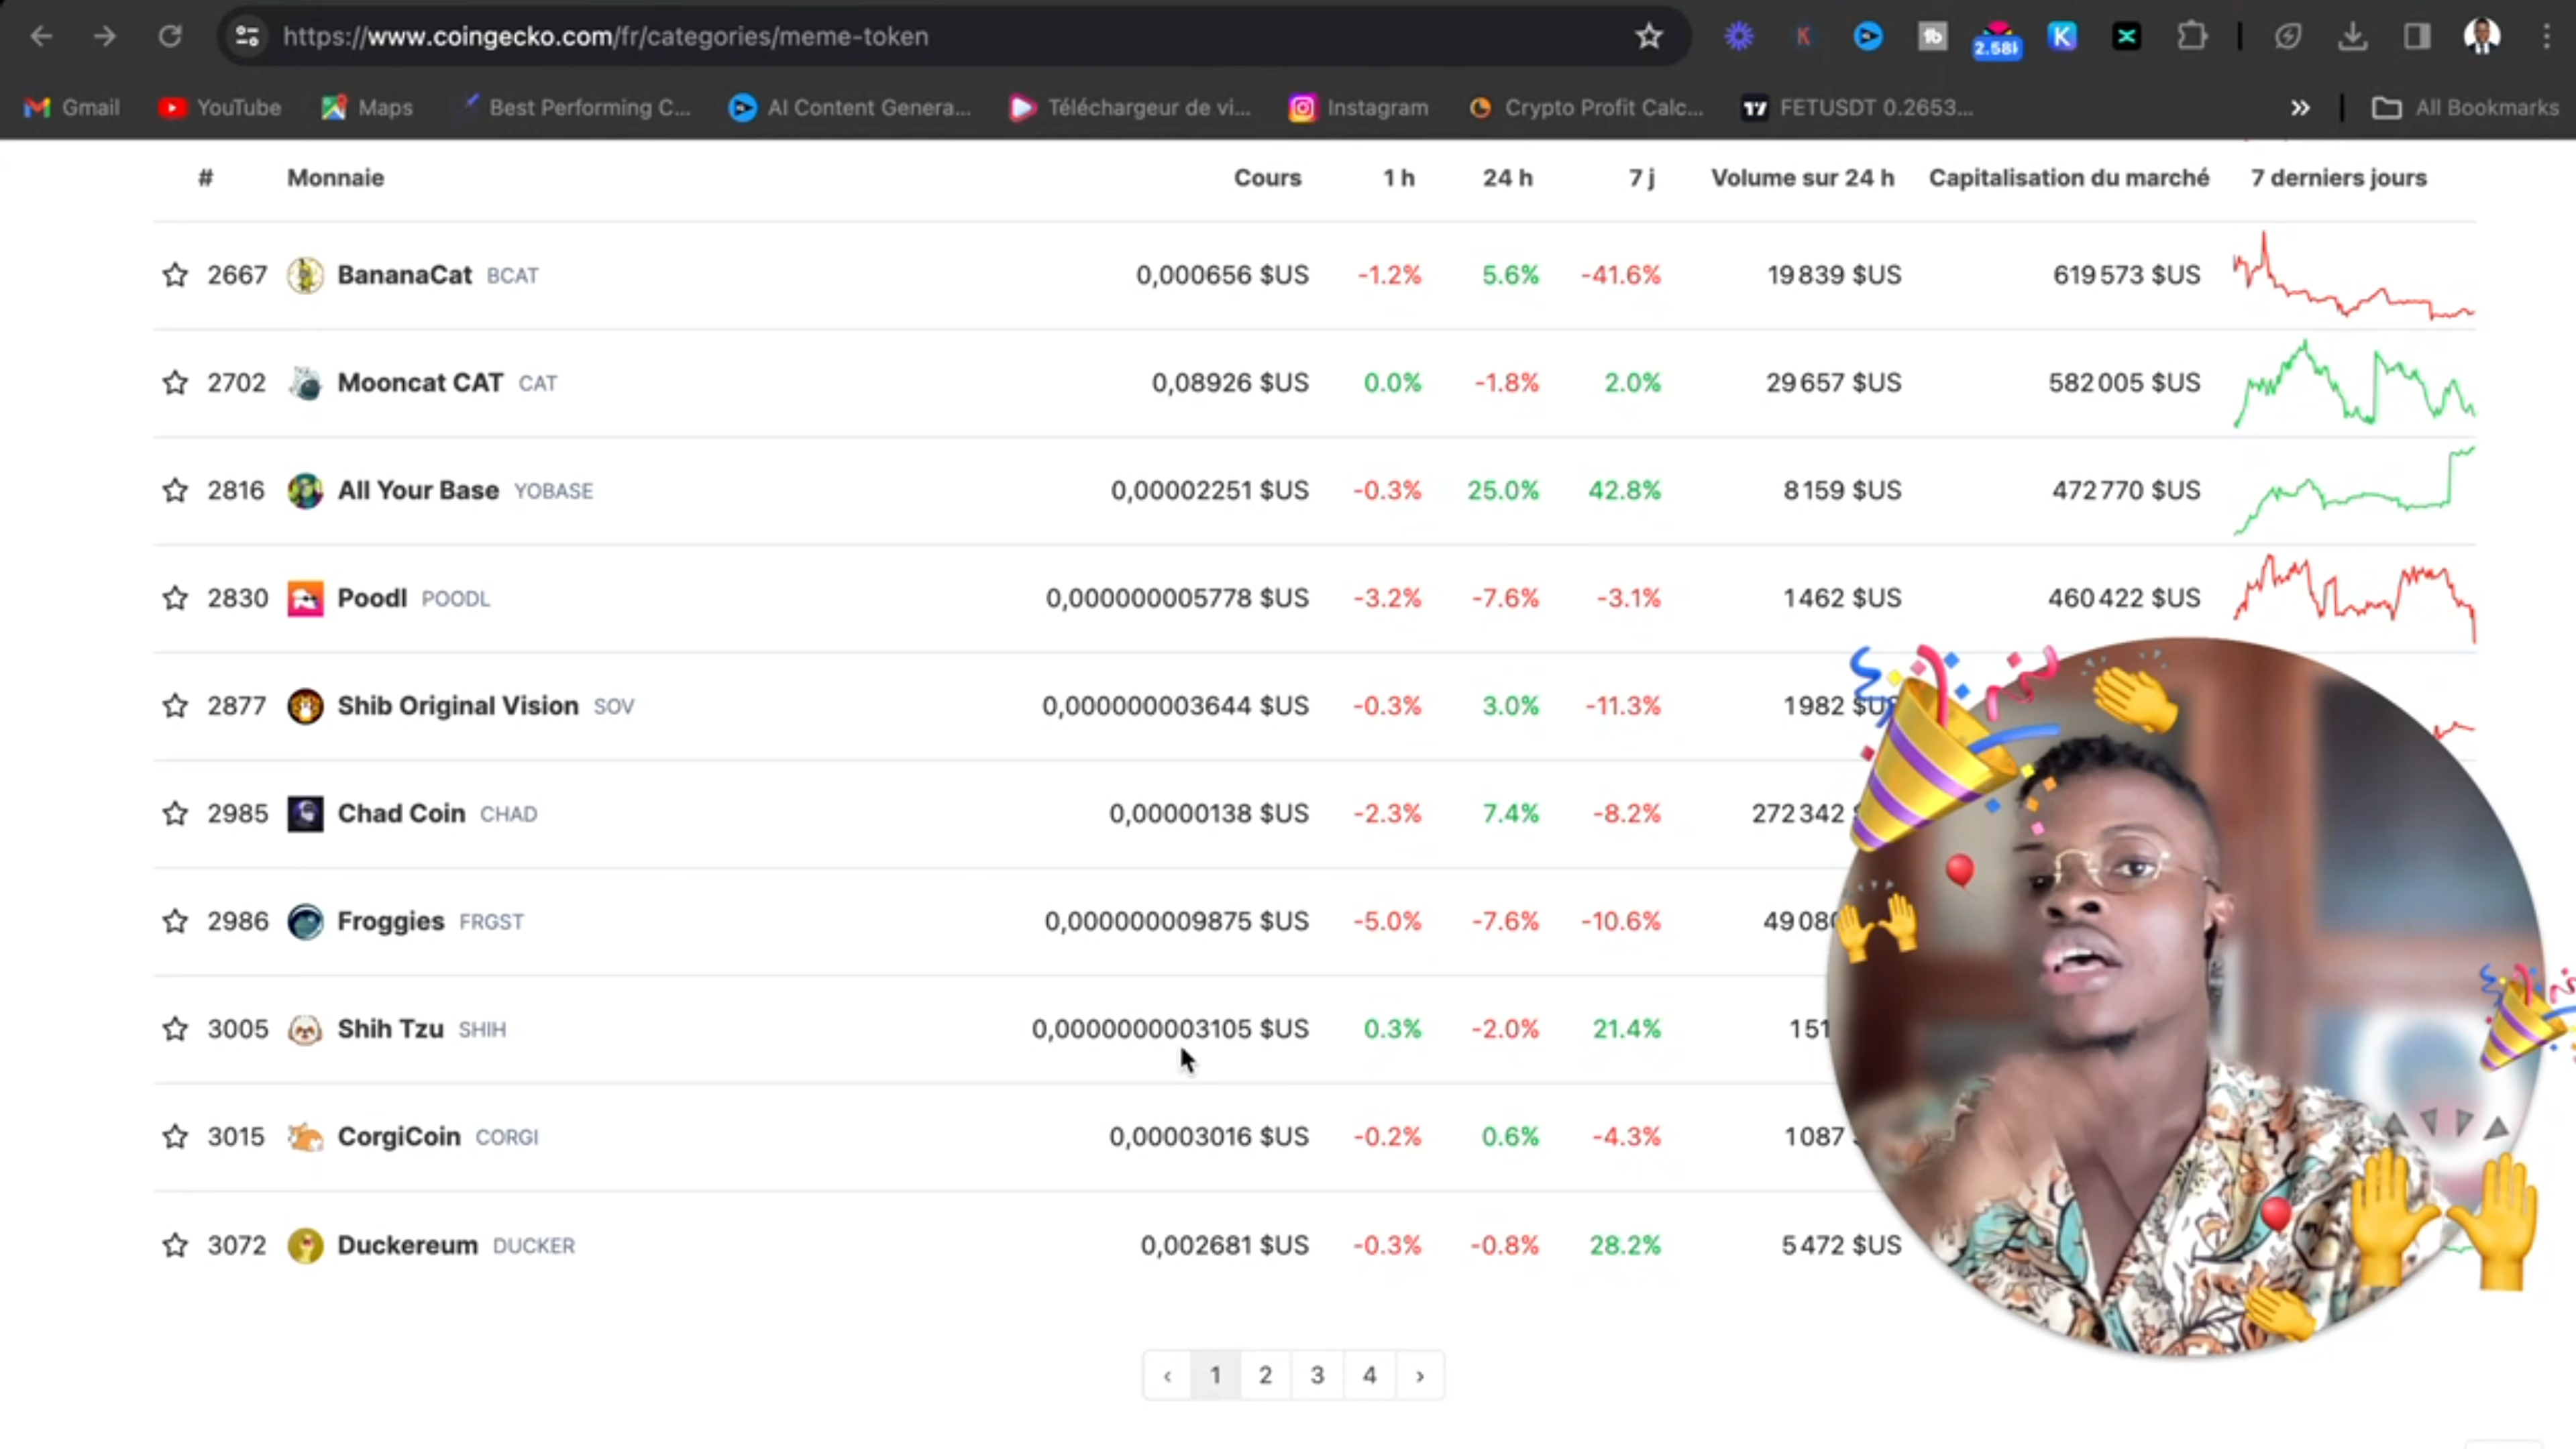 https://www.coingecko.com/fr/categories/meme-token
2.58
Gmail YouTube Maps Best Performing C... AI Content Genera... Téléchargeur de vi... Instagram Crypto Profit Calc... FETUSDT 0.2653... All Bookmarks
# Monnaie Cours 1 h 24 h 7 j Volume sur 24 h Capitalisation du marché 7 derniers jours
2667 BananaCat BCAT 0,000656 $US -1.2% 5.6% -41.6% 19 839 $US 619 573 $US
2702 Mooncat CAT CAT 0,08926 $US 0.0% -1.8% 2.0% 29 657 $US 582 005 $US
2816 All Your Base YOBASE 0,00002251 $US -0.3% 25.0% 42.8% 8 159 $US 472 770 $US
2830 Poodl POODL 0,000000005778 $US -3.2% -7.6% -3.1% 1 462 $US 460 422 $US
2877 Shib Original Vision SOV 0,000000003644 $US -0.3% 3.0% -11.3% 1 982
2985 Chad Coin CHAD 0,00000138 $US -2.3% 7.4% -8.2% 272 342
2986 Froggies FRGST 0,000000009875 $US -5.0% -7.6% -10.6% 49 080
3005 Shih Tzu SHIH 0,0000000003105 $US 0.3% -2.0% 21.4% 151
3015 CorgiCoin CORGI 0,00003016 $US -0.2% 0.6% -4.3% 1 087
3072 Duckereum DUCKER 0,002681 $US -0.3% -0.8% 28.2% 5 472 $US
‹ 1 2 3 4 ›